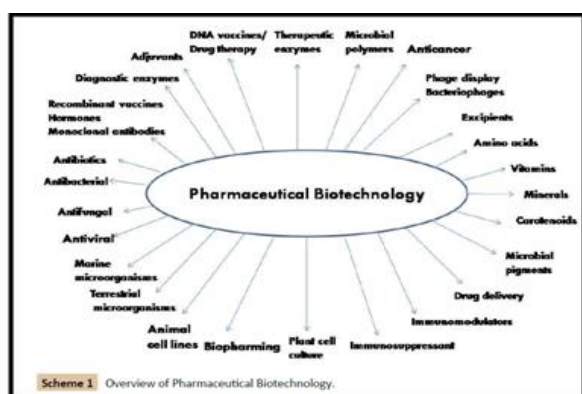 DNA vaccines/
Drug therapy
Therapeutic
enzymes
Microbial
polymers
Anticancer
Adjuvants
Phage display
Bacteriophages
Diagnostic enzymes
Recombinant vaccines
Hormones
Monoclonal antibodies
Excipients
Amino acids
Antibiotics
Vitamins
Antibacterial
Pharmaceutical Biotechnology
Minerals
Antifungal
Carotenoids
Antiviral
Microbial
pigments
Marine
microorganisms
Terrestrial
microorganisms
Drug delivery
Animal
cell lines
Biopharming
Plant cell
culture
Immunosuppressant
Immunomodulators
Scheme 1 Overview of Pharmaceutical Biotechnology.